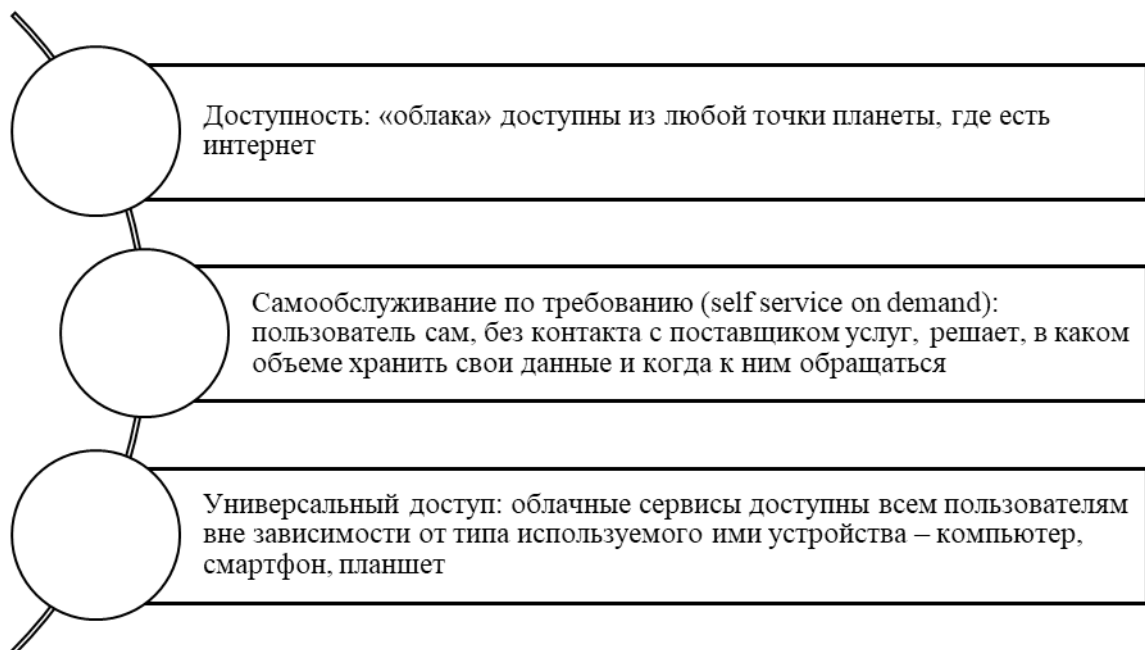 Доступность: «облака» доступны из любой точки планеты, где есть
интернет
Самообслуживание по требованию (self service on demand):
пользователь сам, без контакта с поставщиком услуг, решает, в каком
объеме хранить свои данные и когда к ним обращаться
Универсальный доступ: облачные сервисы доступны всем пользователям
вне зависимости от типа используемого ими устройства – компьютер,
смартфон, планшет